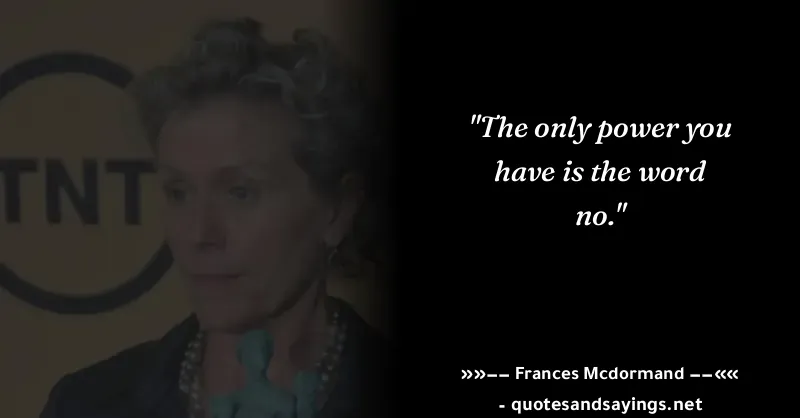 TNT
"The only power you
have is the word
no."
»»−− Frances Mcdormand −−««
- quotesandsayings.net